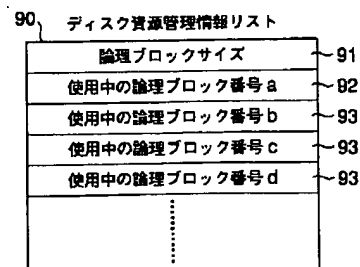 90 ディスク資源管理情報リスト
論理ブロックサイズ 91
使用中の論理ブロック番号a 92
使用中の論理ブロック番号b 93
使用中の論理ブロック番号c 93
使用中の論理ブロック番号d 93